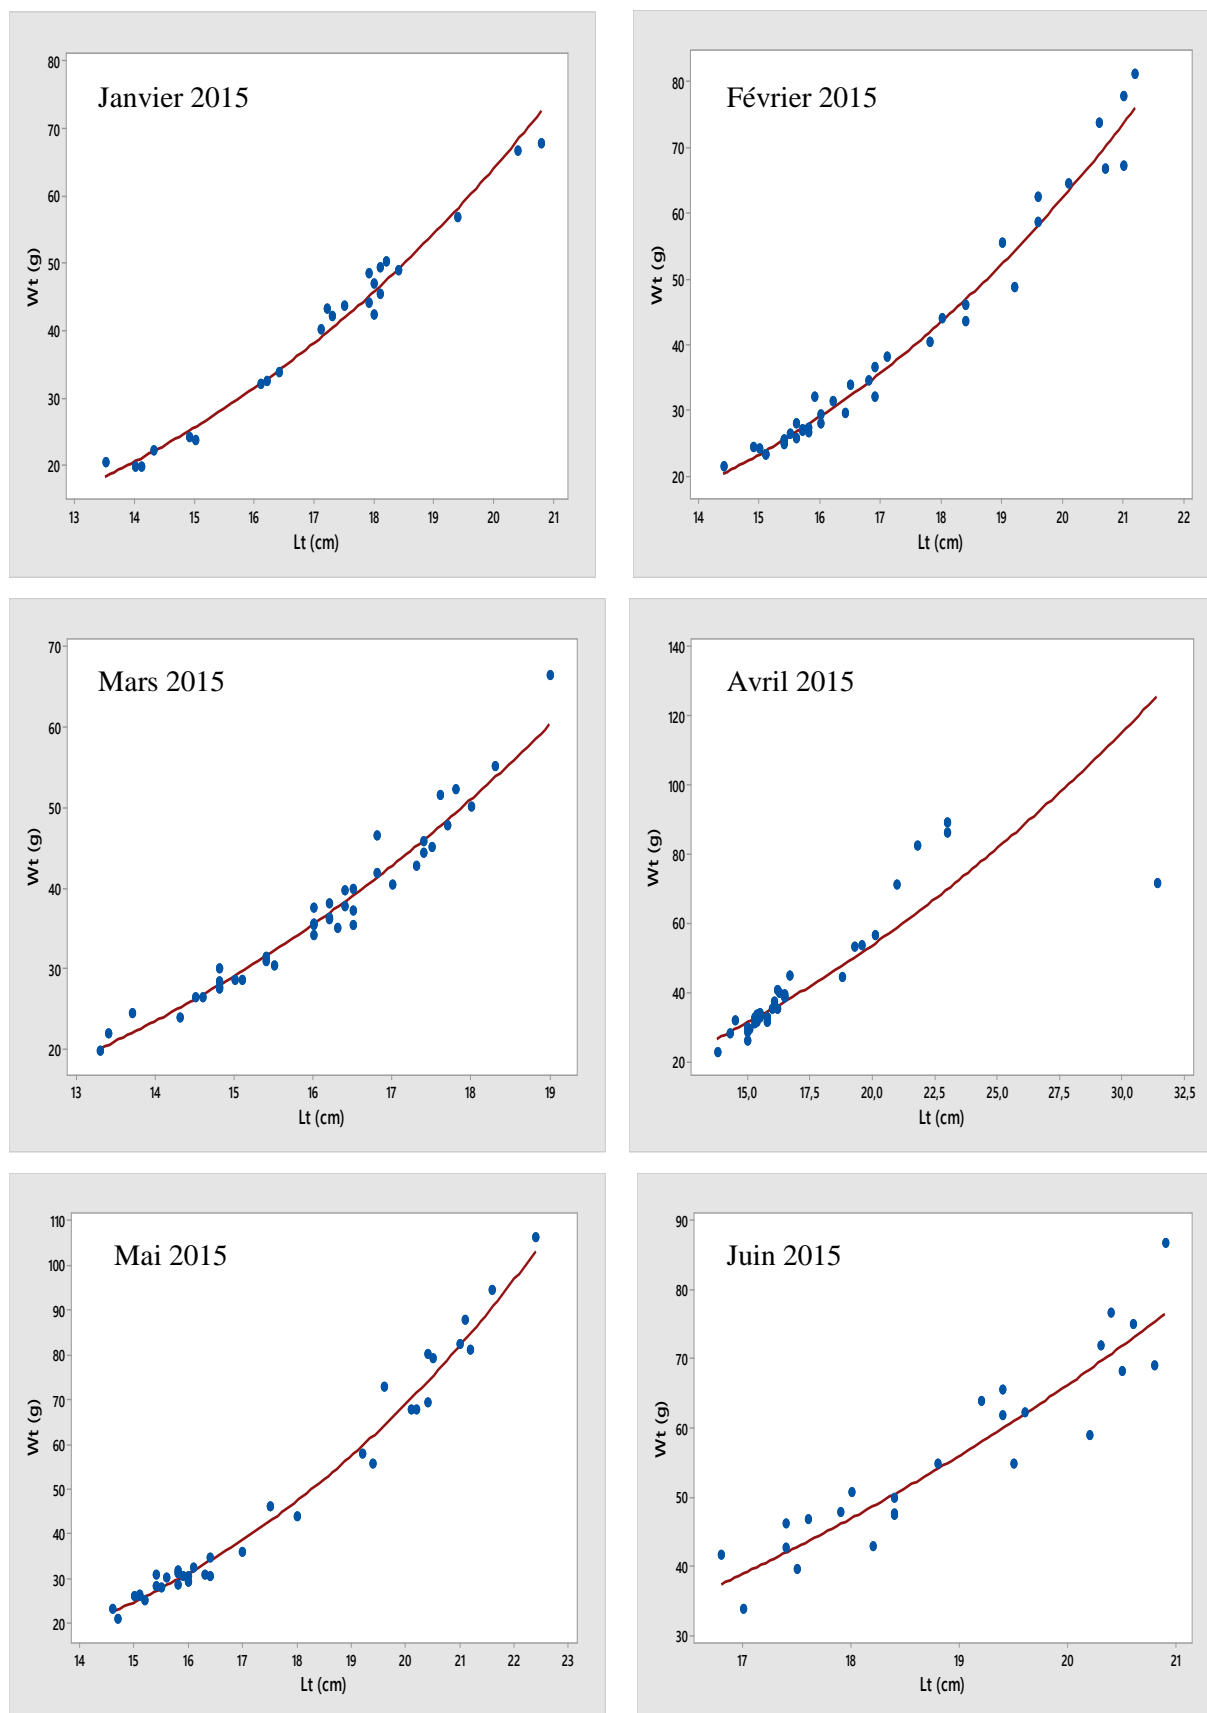 Janvier 2015
80
70
60
50
40
30
20
Wt (g)
13 14 15 16 17 18 19 20 21
Lt (cm)
Février 2015
80
70
60
50
40
30
20
Wt (g)
14 15 16 17 18 19 20 21 22
Lt (cm)
Mars 2015
70
60
50
40
30
20
Wt (g)
13 14 15 16 17 18 19
Lt (cm)
Avril 2015
140
120
100
80
60
40
20
Wt (g)
15,0 17,5 20,0 22,5 25,0 27,5 30,0 32,5
Lt (cm)
Mai 2015
110
100
90
80
70
60
50
40
30
20
Wt (g)
14 15 16 17 18 19 20 21 22 23
Lt (cm)
Juin 2015
90
80
70
60
50
40
30
Wt (g)
17 18 19 20 21
Lt (cm)